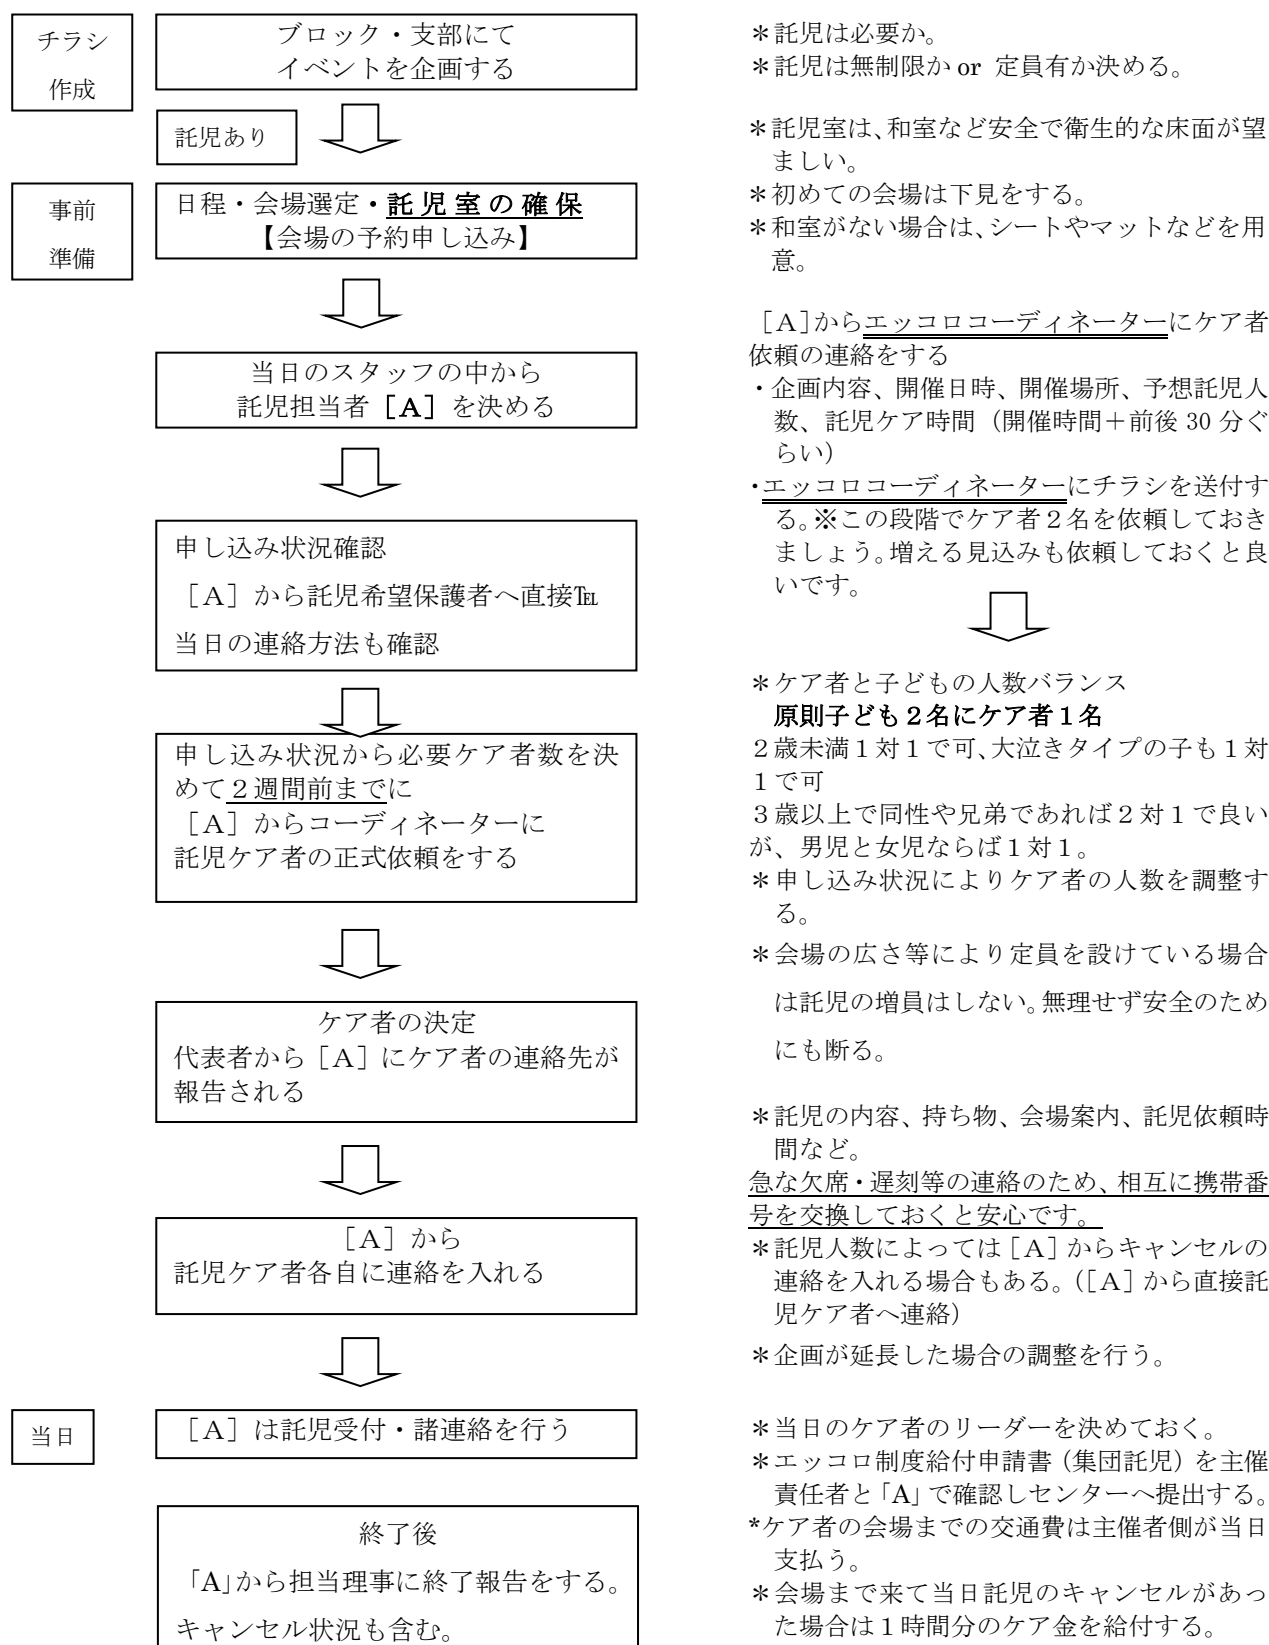 チラシ
作成
ブロック・支部にて
イベントを企画する
託児あり
事前
準備
日程・会場選定・託児室の確保
【会場の予約申し込み】
当日のスタッフの中から
託児担当者［A］を決める
申し込み状況確認
［A］から託児希望保護者へ直接℡
当日の連絡方法も確認
申し込み状況から必要ケア者数を決
めて２週間前までに
［A］からコーディネーターに
託児ケア者の正式依頼をする
ケア者の決定
代表者から［A］にケア者の連絡先が
報告される
［A］から
託児ケア者各自に連絡を入れる
当日
［A］は託児受付・諸連絡を行う
終了後
「A」から担当理事に終了報告をする。
キャンセル状況も含む。
＊託児は必要か。
＊託児は無制限か or 定員有か決める。
＊託児室は、和室など安全で衛生的な床面が望
ましい。
＊初めての会場は下見をする。
＊和室がない場合は、シートやマットなどを用
意。
［A］からエッコロコーディネーターにケア者
依頼の連絡をする
・企画内容、開催日時、開催場所、予想託児人
数、託児ケア時間（開催時間＋前後 30 分ぐ
らい）
・エッコロコーディネーターにチラシを送付す
る。※この段階でケア者２名を依頼しておき
ましょう。増える見込みも依頼しておくと良
いです。
＊ケア者と子どもの人数バランス
原則子ども２名にケア者１名
２歳未満１対１で可、大泣きタイプの子も１対
１で可
３歳以上で同性や兄弟であれば２対１で良い
が、男児と女児ならば１対１。
＊申し込み状況によりケア者の人数を調整す
る。
＊会場の広さ等により定員を設けている場合
は託児の増員はしない。無理せず安全のため
にも断る。
＊託児の内容、持ち物、会場案内、託児依頼時
間など。
急な欠席・遅刻等の連絡のため、相互に携帯番
号を交換しておくと安心です。
＊託児人数によっては［A］からキャンセルの
連絡を入れる場合もある。（［A］から直接託
児ケア者へ連絡）
＊企画が延長した場合の調整を行う。
＊当日のケア者のリーダーを決めておく。
＊エッコロ制度給付申請書（集団託児）を主催
責任者と「A」で確認しセンターへ提出する。
*ケア者の会場までの交通費は主催者側が当日
支払う。
＊会場まで来て当日託児のキャンセルがあっ
た場合は１時間分のケア金を給付する。